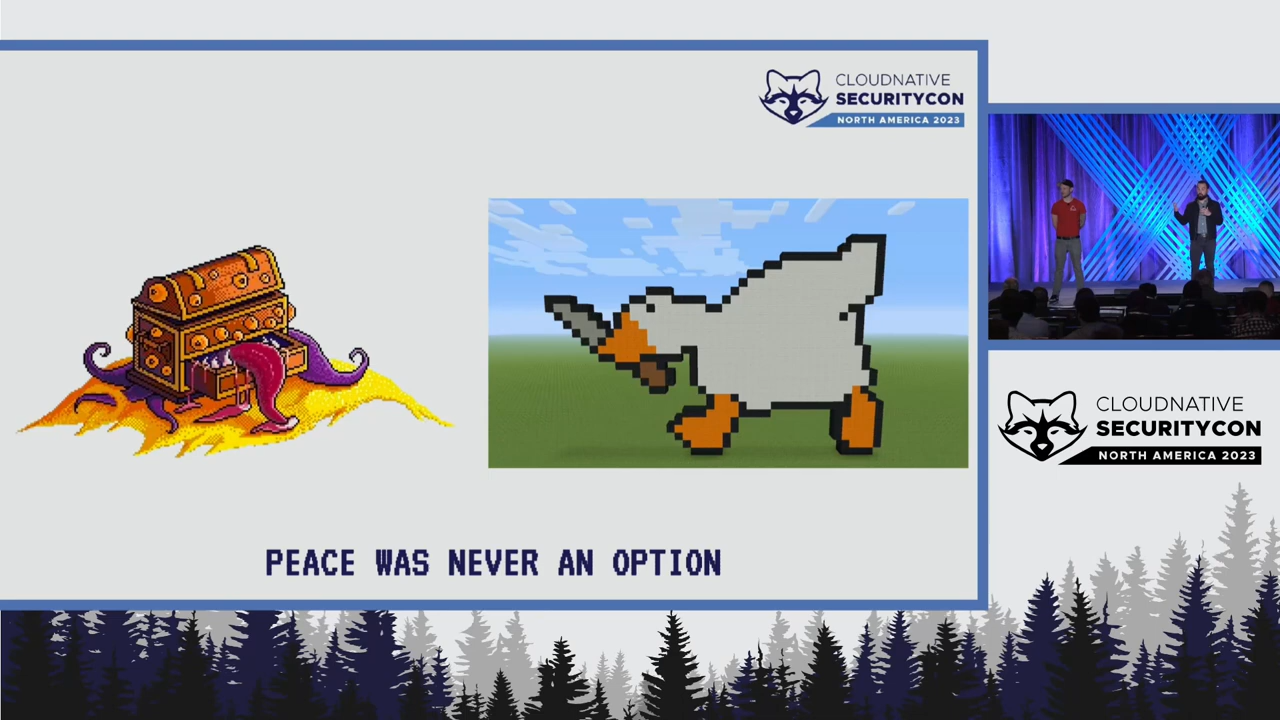 CLOUDNATIVE
SECURITYCON
NORTH AMERICA 2023
PEACE WAS NEVER AN OPTION
CLOUDNATIVE
SECURITYCON
NORTH AMERICA 2023